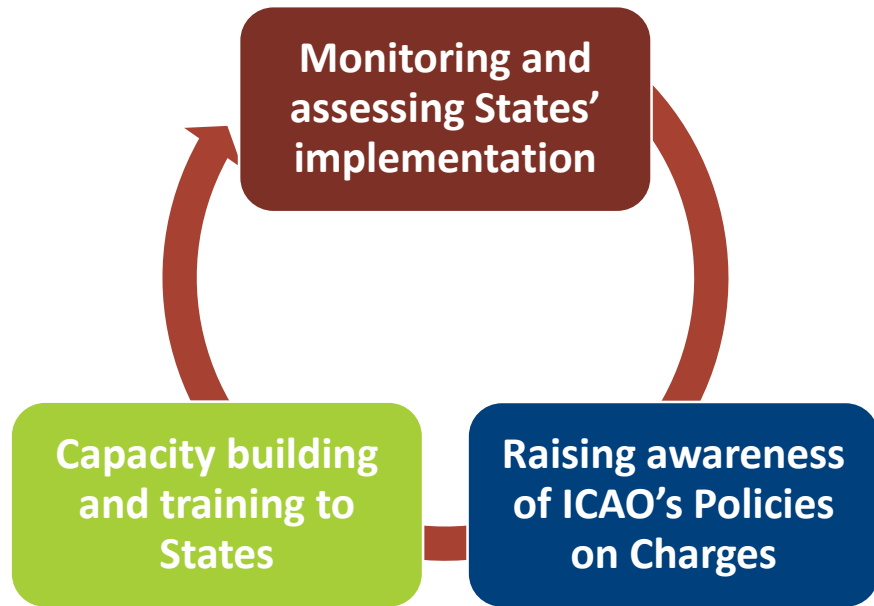 Monitoring and
assessing States’
implementation
Capacity building
and training to
States
Raising awareness
of ICAO’s Policies
on Charges